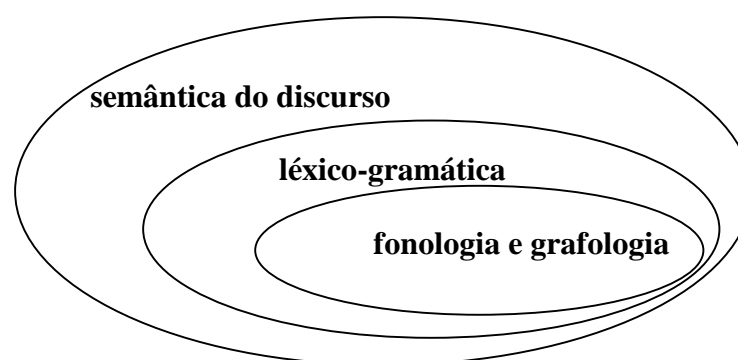 semântica do discurso
léxico-gramática
fonologia e grafologia